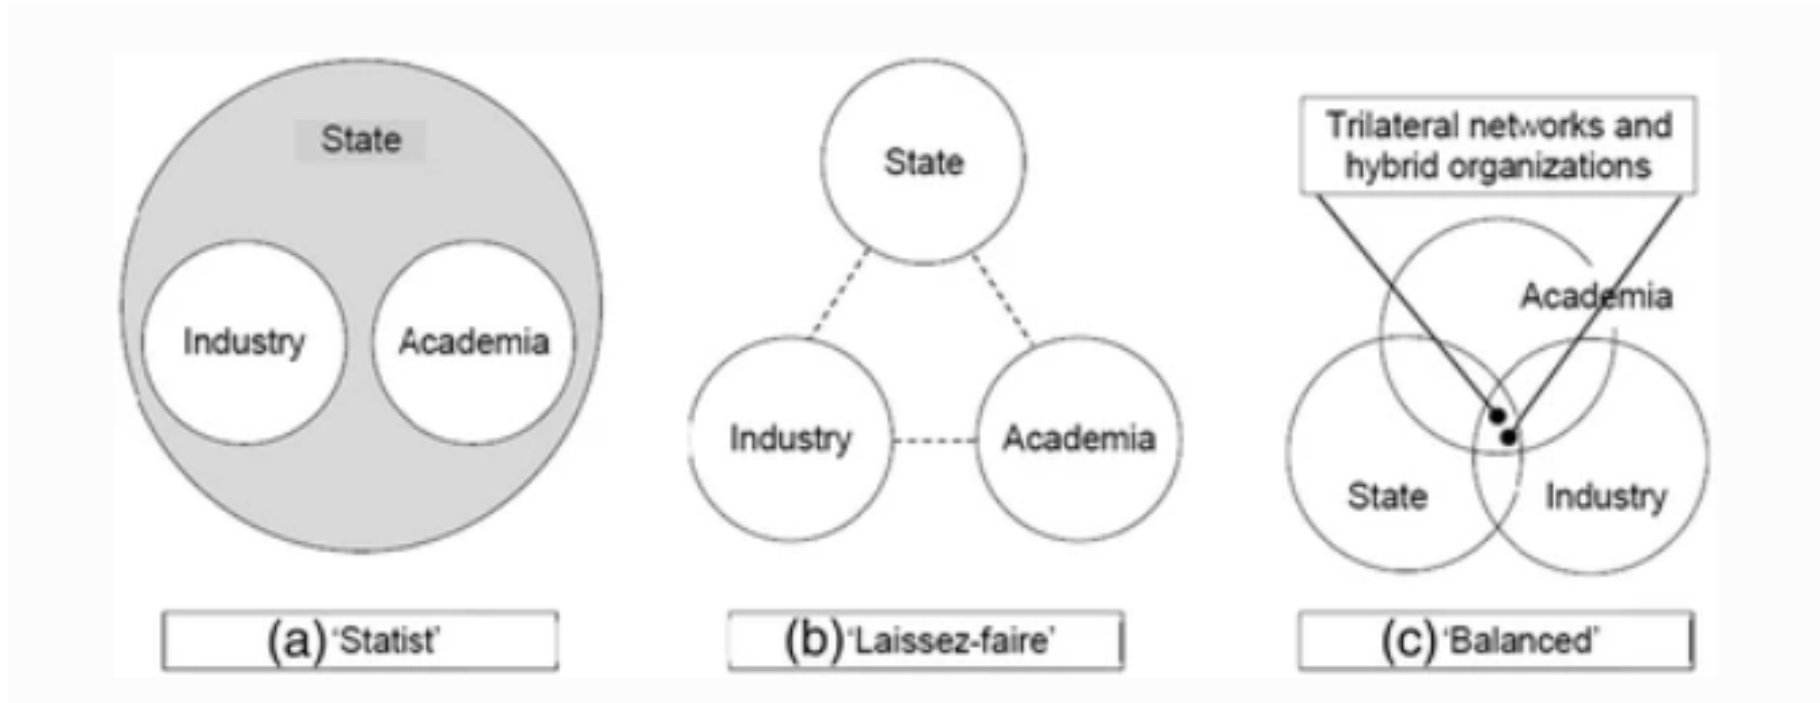 State
Industry
Academia
(a) 'Statist'
State
Industry
Academia
(b) 'Laissez-faire'
Trilateral networks and
hybrid organizations
Academia
State
Industry
(c) 'Balanced'